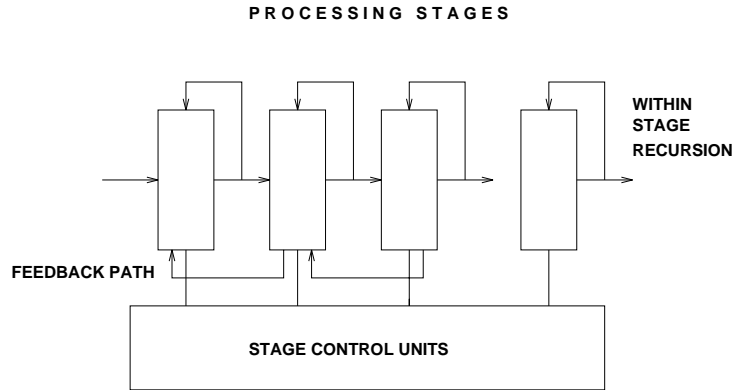 PROCESSING STAGES
WITHIN
STAGE
RECURSION
FEEDBACK PATH
STAGE CONTROL UNITS